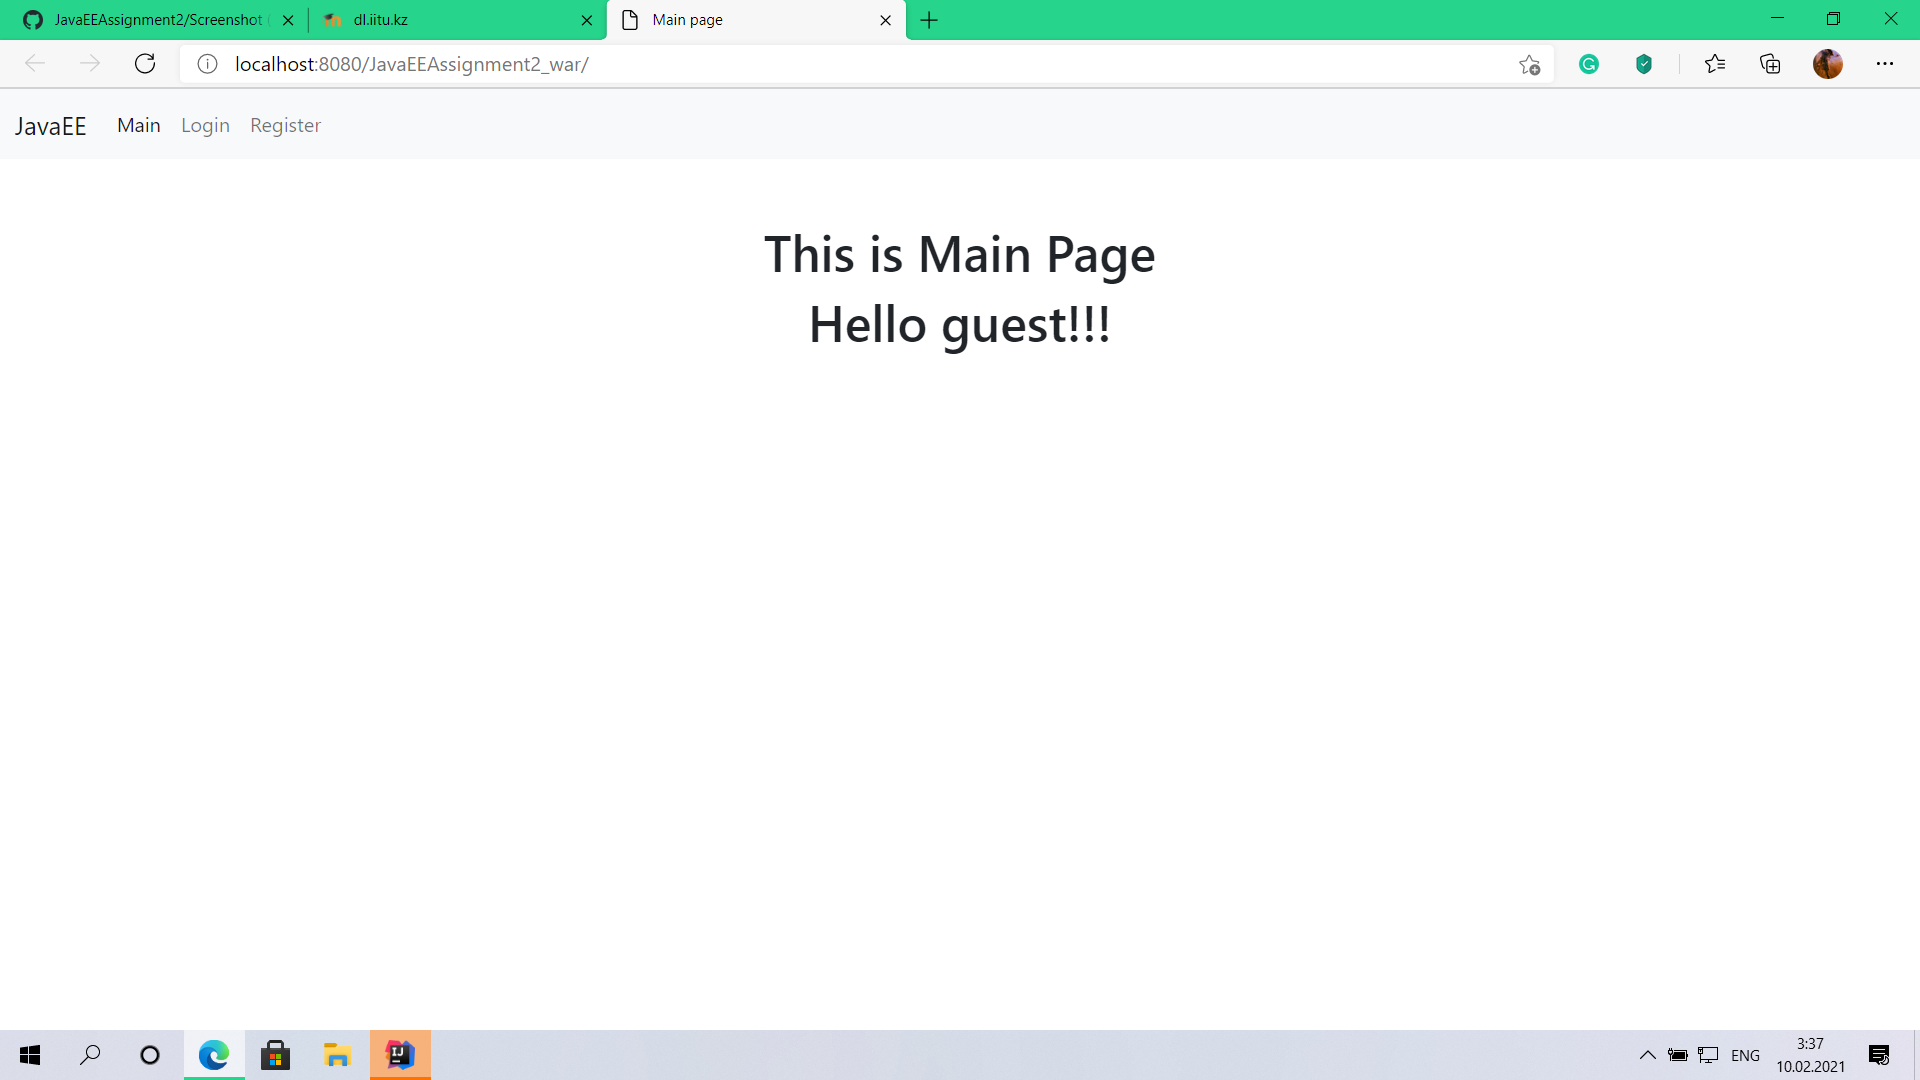 JavaEEAssignment2/Screenshot
dl.iitu.kz
Main page
localhost:8080/JavaEEAssignment2_war/
JavaEE Main Login Register
This is Main Page
Hello guest!!!
ENG
3:37
10.02.2021